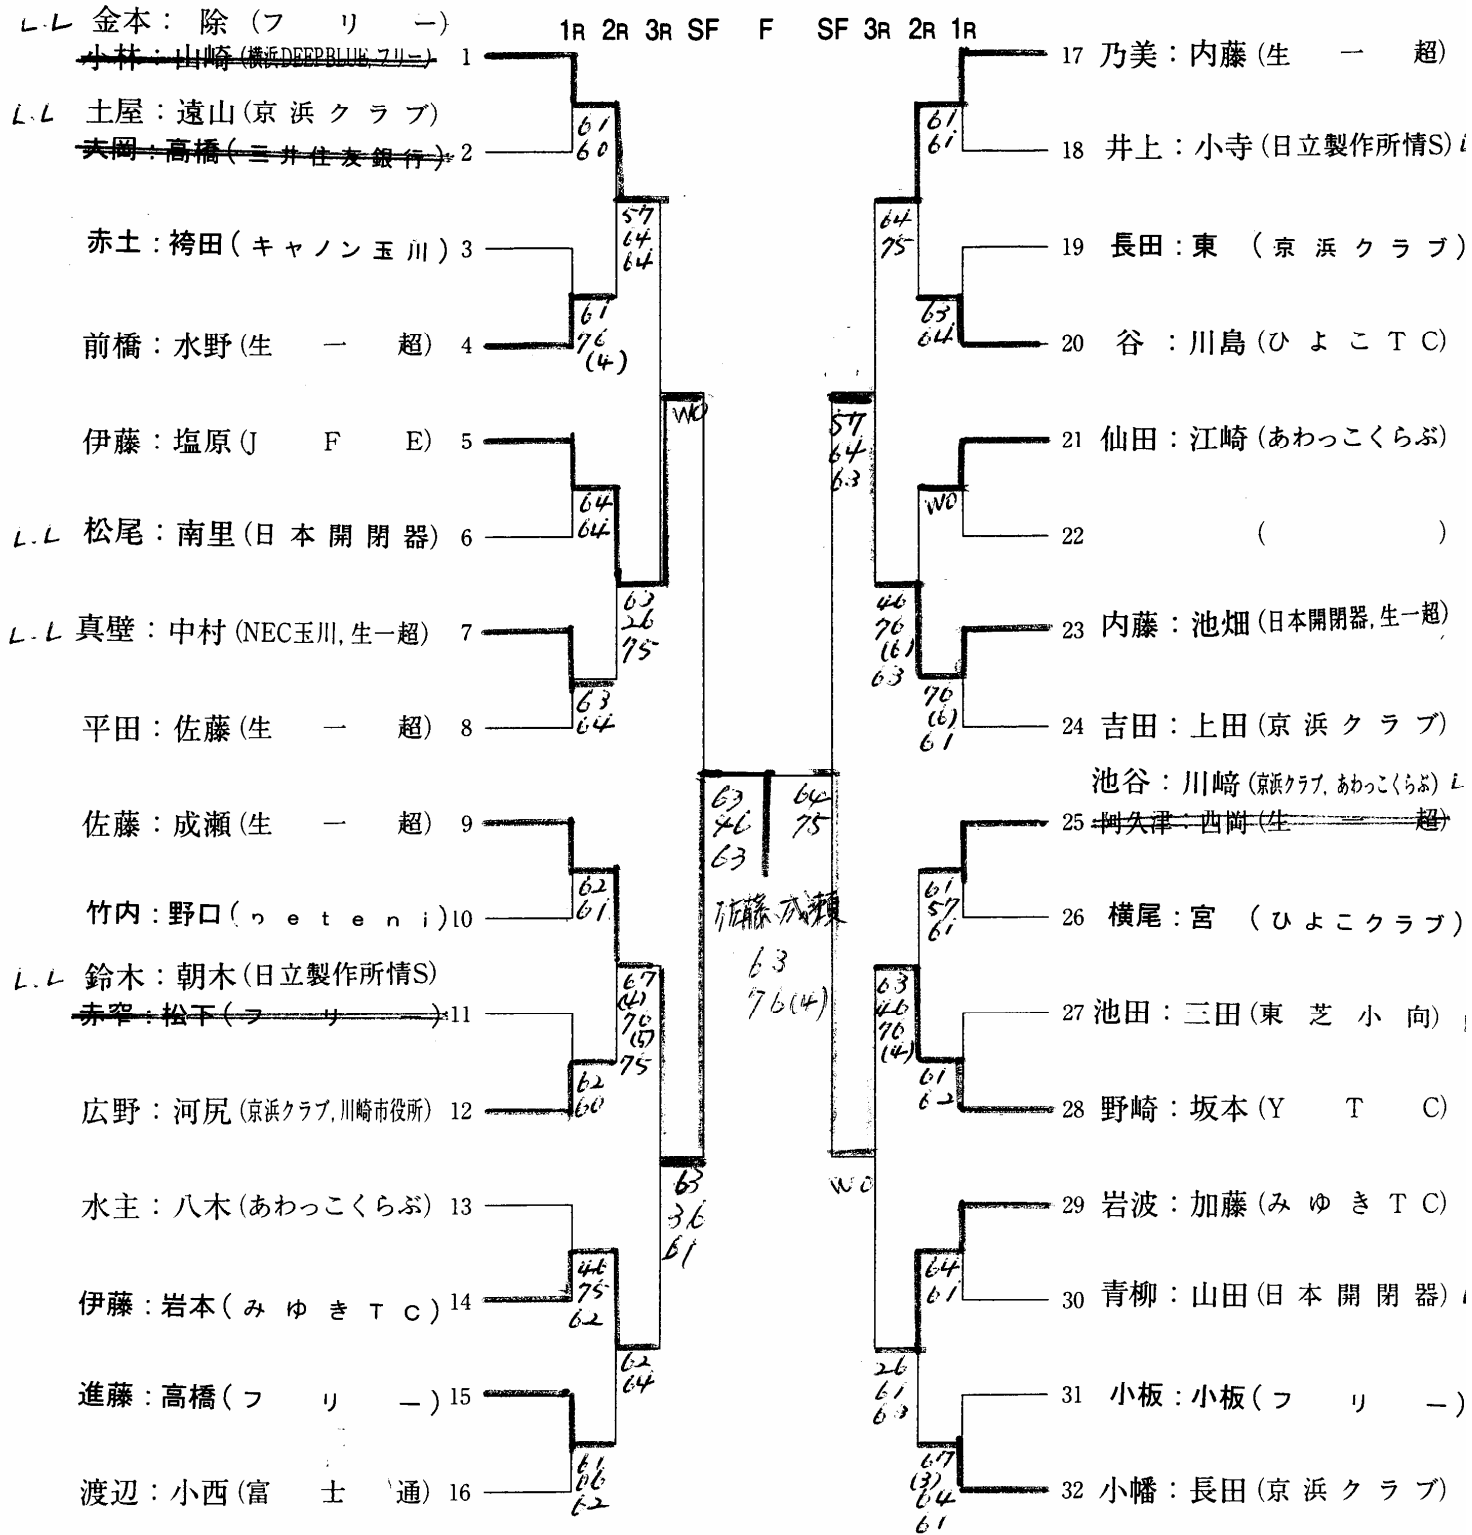 L.L 金本：除(フリー)
1R 2R 3R SF F SF 3R 2R 1R
小林：山崎(横浜DEEPBLUE,フリー) 1
L.L 土屋：遠山(京浜クラブ)
大岡：高橋(三井住友銀行) 2
61
60
赤土：袴田(キャノン玉川) 3
57
64
64
前橋：水野(生一超) 4
61
76
(4)
伊藤：塩原(JFE) 5
WO
L.L 松尾：南里(日本開閉器) 6
64
64
L.L 真壁：中村(NEC玉川,生一超) 7
63
26
75
平田：佐藤(生一超) 8
63
64
佐藤：成瀬(生一超) 9
63
46
63
竹内：野口(neteni) 10
62
61
L.L 鈴木：朝木(日立製作所情S)
赤窄：松下(フリー) 11
67
(4)
76
(5)
75
広野：河尻(京浜クラブ,川崎市役所) 12
62
60
水主：八木(あわっこくらぶ) 13
63
36
61
伊藤：岩本(みゆきTC) 14
46
75
62
進藤：高橋(フリー) 15
62
64
渡辺：小西(富士通) 16
61
62
佐藤 成瀬
63
76(4)
17 乃美：内藤(生一超)
18 井上：小寺(日立製作所情S)
61
61
19 長田：東(京浜クラブ)
64
75
20 谷：川島(ひよこTC)
63
64
21 仙田：江崎(あわっこくらぶ)
57
64
63
22 ( )
WO
23 内藤：池畑(日本開閉器,生一超)
46
76
(6)
63
24 吉田：上田(京浜クラブ)
76
(6)
61
池谷：川﨑(京浜クラブ,あわっこくらぶ)
25 阿久津：西岡(生一超)
64
75
26 横尾：宮(ひよこクラブ)
61
57
61
27 池田：三田(東芝小向)
63
46
76
(4)
28 野崎：坂本(YTC)
61
62
29 岩波：加藤(みゆきTC)
WO
30 青柳：山田(日本開閉器)
64
61
31 小板：小板(フリー)
26
61
63
32 小幡：長田(京浜クラブ)
67
(3)
64
61